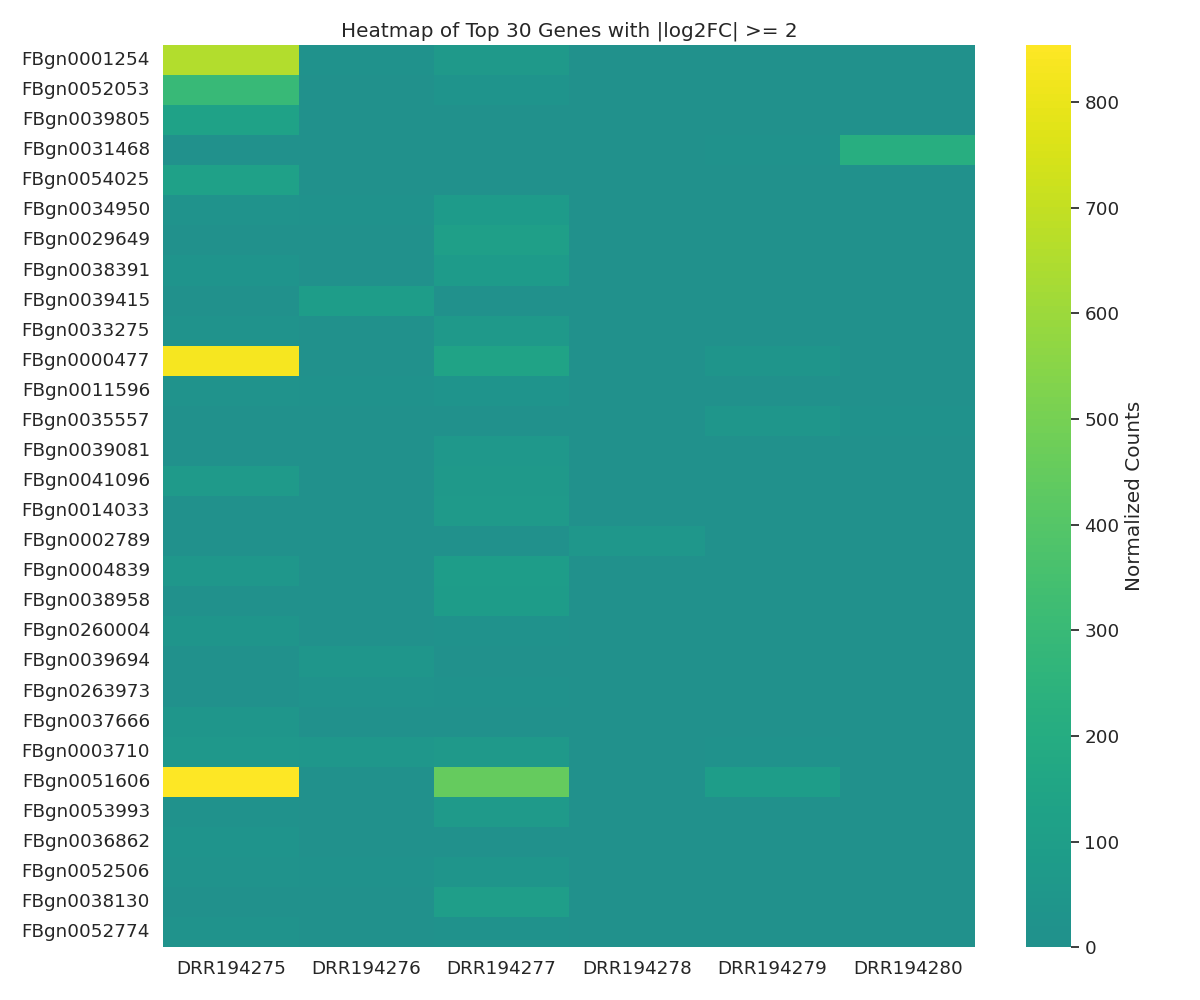 Heatmap of Top 30 Genes with |log2FC| >= 2
FBgn0001254
FBgn0052053
FBgn0039805
FBgn0031468
FBgn0054025
FBgn0034950
FBgn0029649
FBgn0038391
FBgn0039415
FBgn0033275
FBgn0000477
FBgn0011596
FBgn0035557
FBgn0039081
FBgn0041096
FBgn0014033
FBgn0002789
FBgn0004839
FBgn0038958
FBgn0260004
FBgn0039694
FBgn0263973
FBgn0037666
FBgn0003710
FBgn0051606
FBgn0053993
FBgn0036862
FBgn0052506
FBgn0038130
FBgn0052774
DRR194275 DRR194276 DRR194277 DRR194278 DRR194279 DRR194280
800
700
600
500
400
300
200
100
0
Normalized Counts